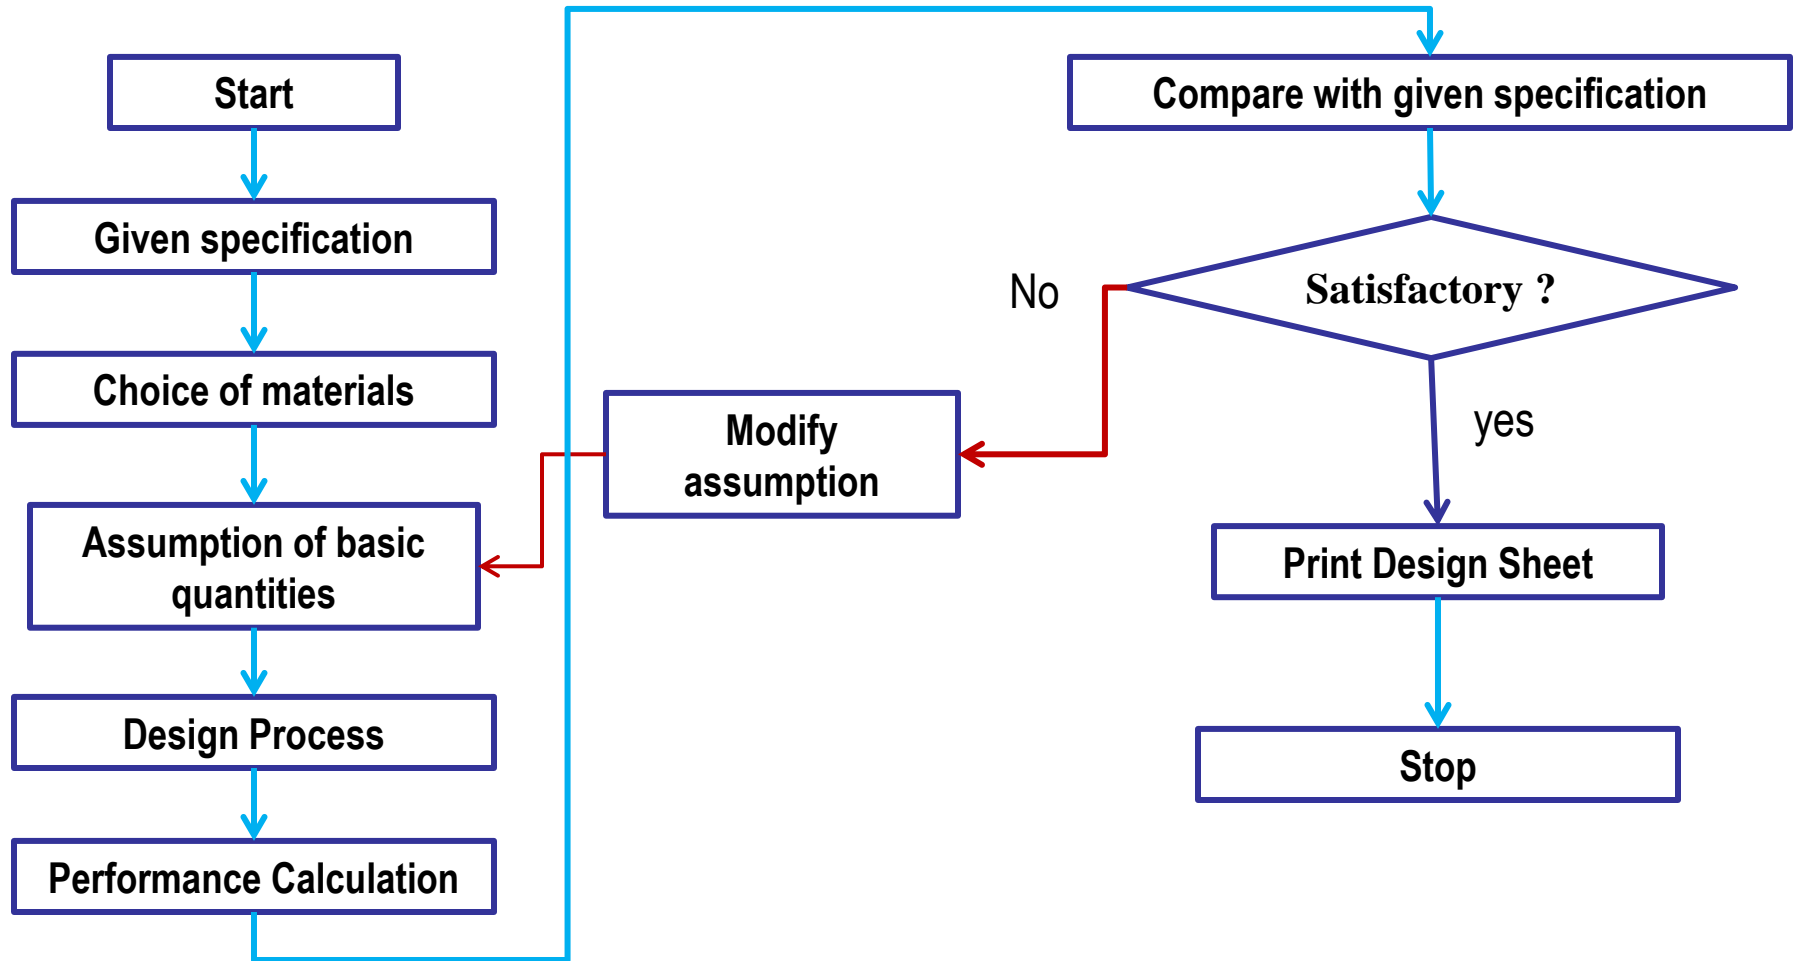 Start
Given specification
Choice of materials
Assumption of basic
quantities
Design Process
Performance Calculation
Compare with given specification
Satisfactory ?
No
yes
Modify
assumption
Print Design Sheet
Stop